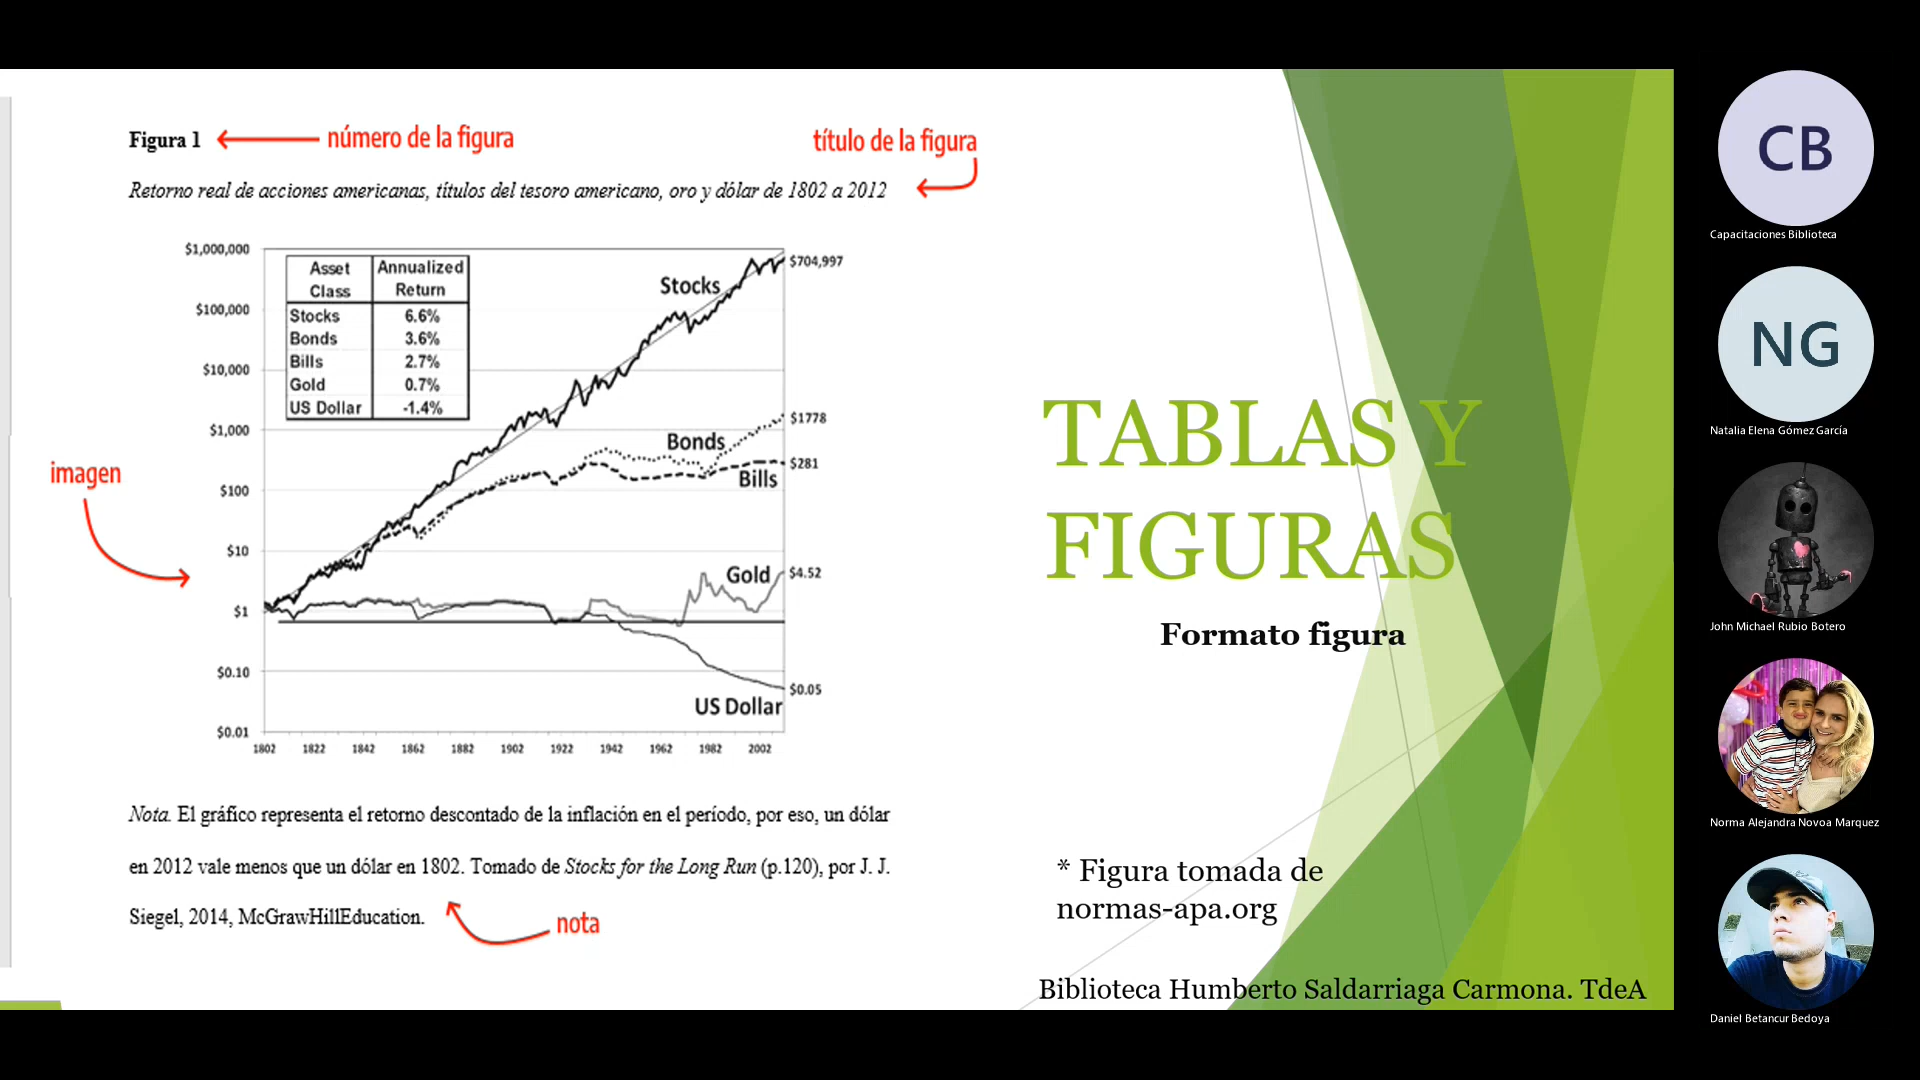 Figura 1
número de la figura
título de la figura
Retorno real de acciones americanas, títulos del tesoro americano, oro y dólar de 1802 a 2012
$1,000,000
$100,000
$10,000
$1,000
$100
$10
$1
$0.10
$0.01
Asset Class Annualized Return
Stocks 6.6%
Bonds 3.6%
Bills 2.7%
Gold 0.7%
US Dollar -1.4%
Stocks
$704,997
Bonds
$1778
Bills
$281
Gold
$4.52
US Dollar
$0.05
1802 1822 1842 1862 1882 1902 1922 1942 1962 1982 2002
imagen
Nota. El gráfico representa el retorno descontado de la inflación en el período, por eso, un dólar
en 2012 vale menos que un dólar en 1802. Tomado de Stocks for the Long Run (p.120), por J. J.
Siegel, 2014, McGrawHillEducation.
nota
TABLAS Y
FIGURAS
Formato figura
* Figura tomada de
normas-apa.org
Biblioteca Humberto Saldarriaga Carmona. TdeA
CB
Capacitaciones Biblioteca
NG
Natalia Elena Gómez García
John Michael Rubio Botero
Norma Alejandra Novoa Marquez
Daniel Betancur Bedoya